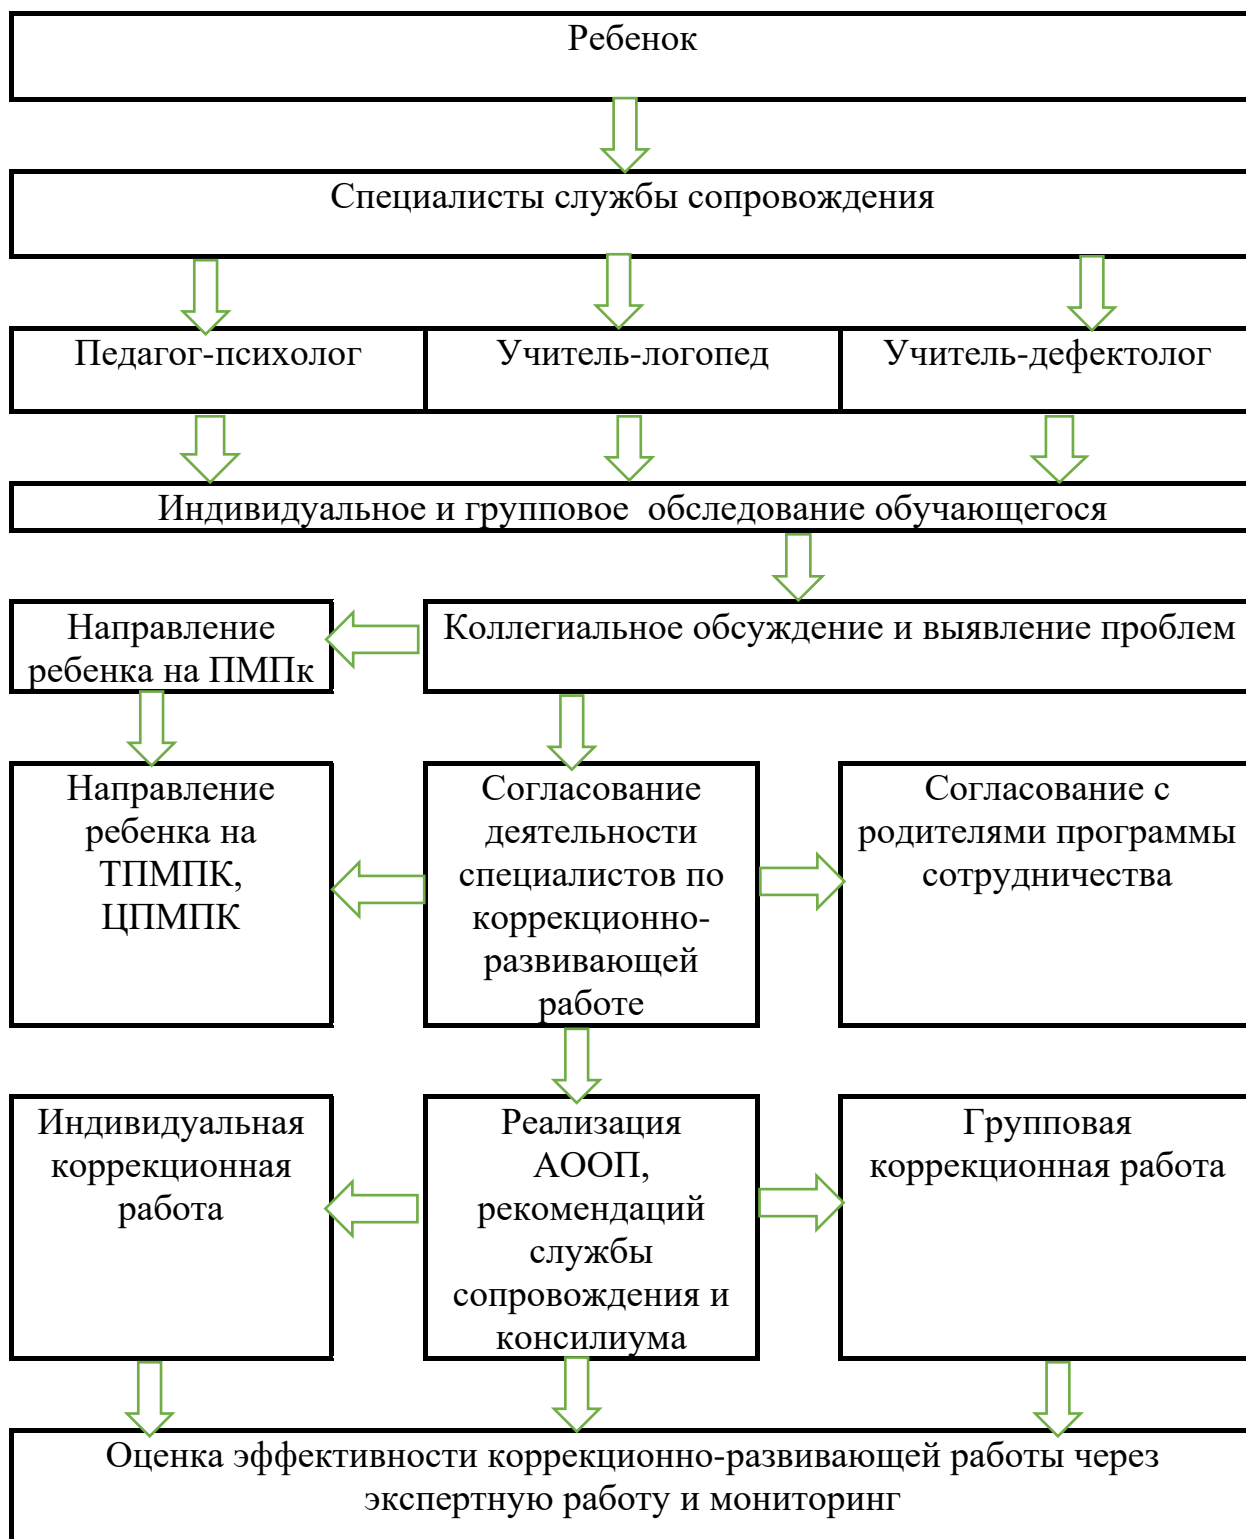 Ребенок
Специалисты службы сопровождения
Педагог-психолог
Учитель-логопед
Учитель-дефектолог
Индивидуальное и групповое  обследование обучающегося
Направление
ребенка на ПМПк
Коллегиальное обсуждение и выявление проблем
Направление
ребенка на
ТПМПК,
ЦПМПК
Согласование
деятельности
специалистов по
коррекционно-
развивающей
работе
Согласование с
родителями программы
сотрудничества
Индивидуальная
коррекционная
работа
Реализация
АООП,
рекомендаций
службы
сопровождения и
консилиума
Групповая
коррекционная работа
Оценка эффективности коррекционно-развивающей работы через
экспертную работу и мониторинг